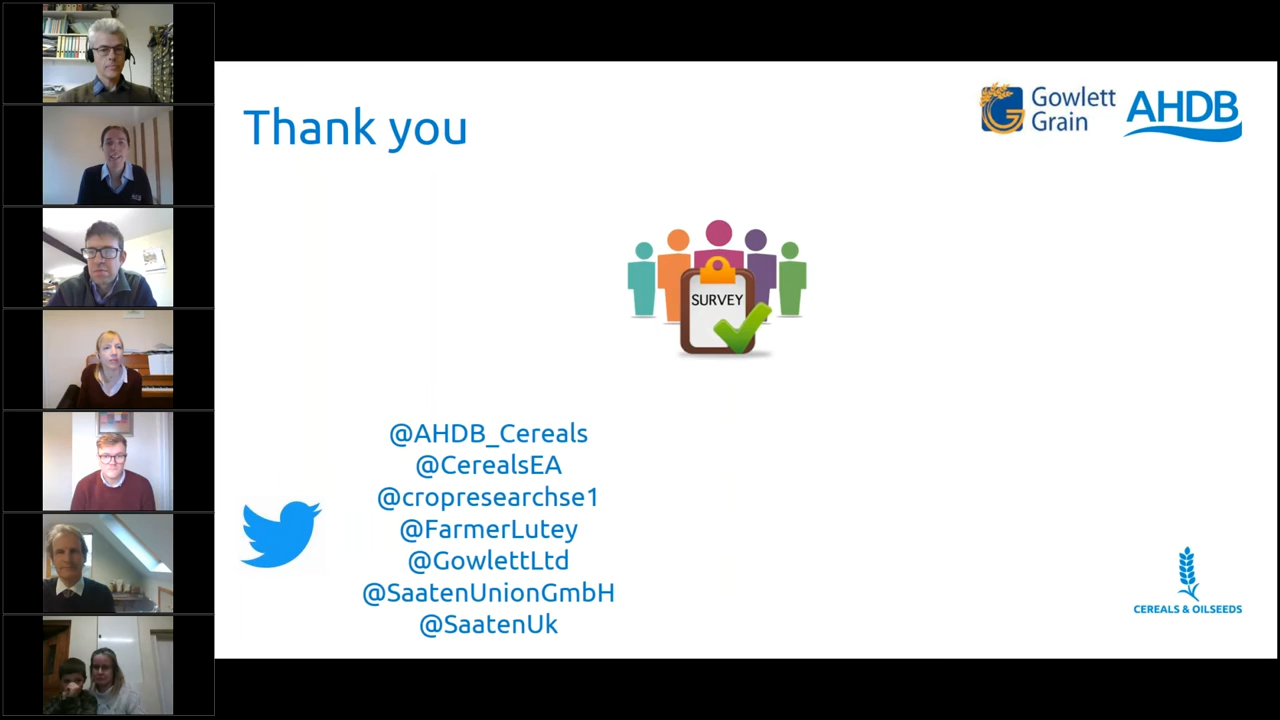 Thank you
Gowlett
Grain
AHDB
SURVEY
@AHDB_Cereals
@CerealsEA
@cropresearchse1
@FarmerLutey
@GowlettLtd
@SaatenUnionGmbH
@SaatenUk
CEREALS & OILSEEDS